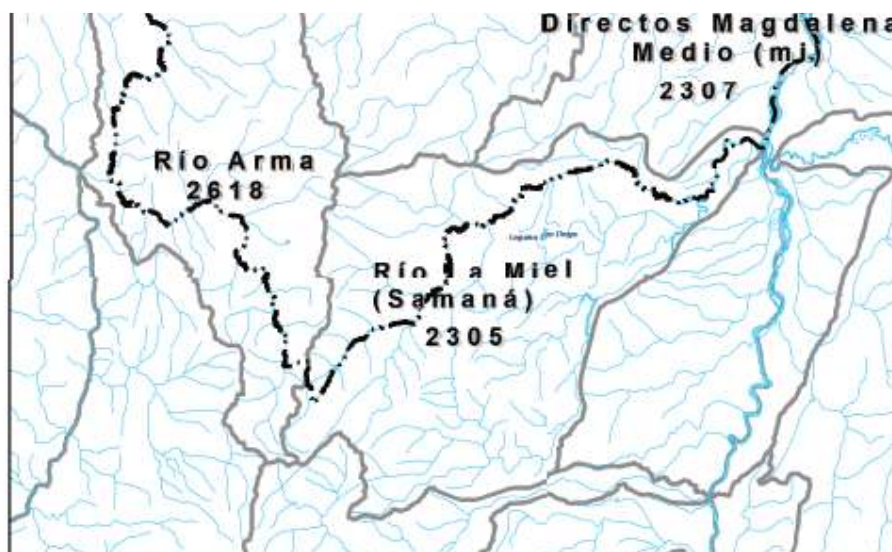 Directos Magdalena
Medio (mi)
2307
Río Arma
2618
Río La Miel
(Samaná)
2305